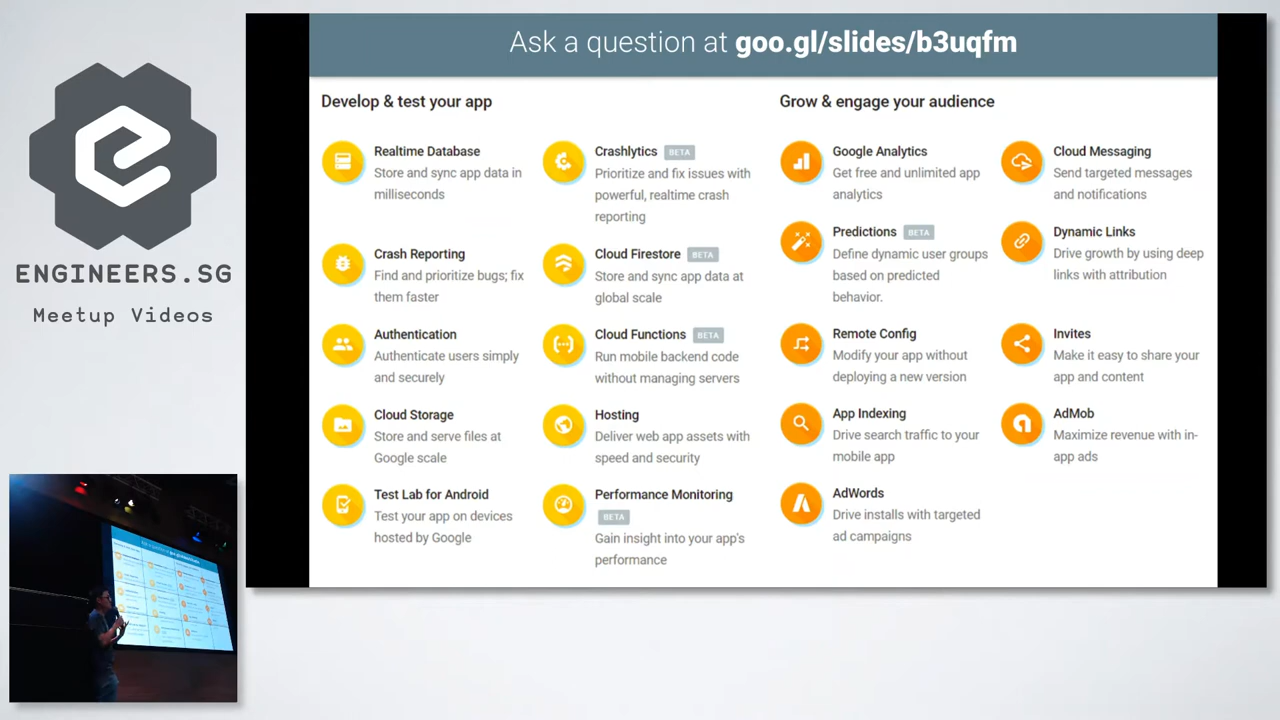 Ask a question at goo.gl/slides/b3uqfm
Develop & test your app
Realtime Database
Store and sync app data in
milliseconds
Crashlytics BETA
Prioritize and fix issues with
powerful, realtime crash
reporting
Crash Reporting
Find and prioritize bugs; fix
them faster
Cloud Firestore BETA
Store and sync app data at
global scale
Authentication
Authenticate users simply
and securely
Cloud Functions BETA
Run mobile backend code
without managing servers
Cloud Storage
Store and serve files at
Google scale
Hosting
Deliver web app assets with
speed and security
Test Lab for Android
Test your app on devices
hosted by Google
Performance Monitoring
BETA
Gain insight into your app's
performance
Grow & engage your audience
Google Analytics
Get free and unlimited app
analytics
Cloud Messaging
Send targeted messages
and notifications
Predictions BETA
Define dynamic user groups
based on predicted
behavior.
Dynamic Links
Drive growth by using deep
links with attribution
Remote Config
Modify your app without
deploying a new version
Invites
Make it easy to share your
app and content
App Indexing
Drive search traffic to your
mobile app
AdMob
Maximize revenue with in-
app ads
AdWords
Drive installs with targeted
ad campaigns
ENGINEERS.SG
Meetup Videos